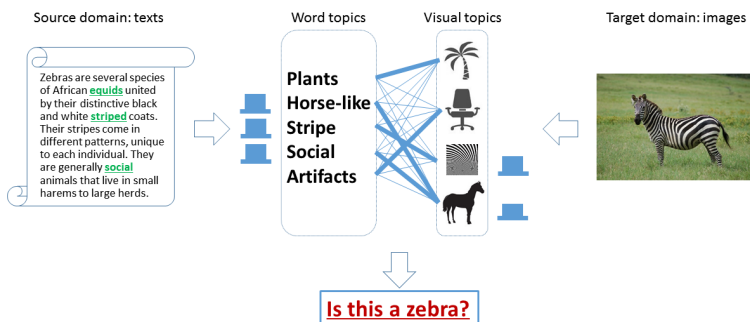 Source domain: texts
Word topics
Visual topics
Target domain: images
Zebras are several species
of African equids united
by their distinctive black
and white striped coats.
Their stripes come in
different patterns, unique
to each individual. They
are generally social
animals that live in small
harems to large herds.
Plants
Horse-like
Stripe
Social
Artifacts
Is this a zebra?